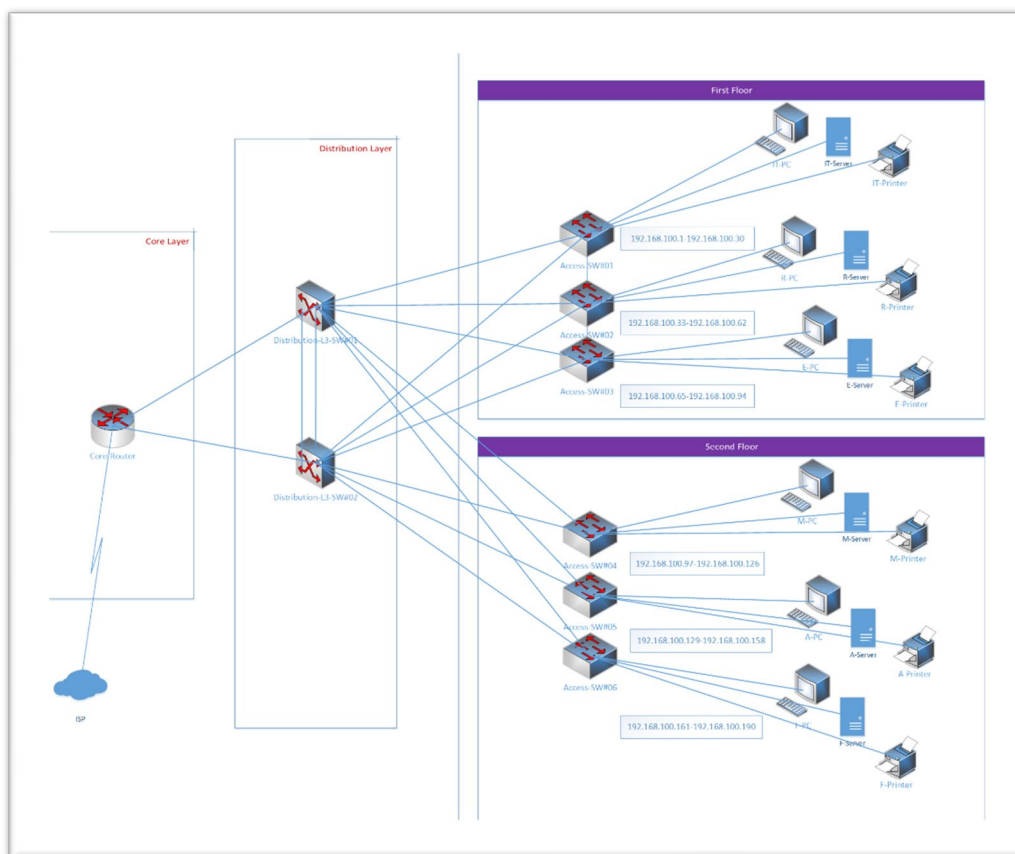 First Floor
Distribution Layer
IT-PC
IT-Server
IT-Printer
Core Layer
Access-SW#01
192.168.100.1-192.168.100.30
R-PC
R-Server
R-Printer
Distribution-L3-SW#01
Access-SW#02
192.168.100.33-192.168.100.62
E-PC
E-Server
E-Printer
Access-SW#03
192.168.100.65-192.168.100.94
Core Router
Second Floor
Distribution-L3-SW#02
M-PC
M-Server
M-Printer
Access-SW#04
192.168.100.97-192.168.100.126
Access-SW#05
192.168.100.129-192.168.100.158
A-PC
A-Server
A-Printer
Access-SW#06
ISP
192.168.100.161-192.168.100.190
F-PC
F-Server
F-Printer